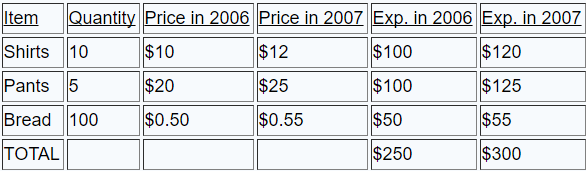 Item Quantity Price in 2006 Price in 2007 Exp. in 2006 Exp. in 2007
Shirts 10 $10 $12 $100 $120
Pants 5 $20 $25 $100 $125
Bread 100 $0.50 $0.55 $50 $55
TOTAL $250 $300